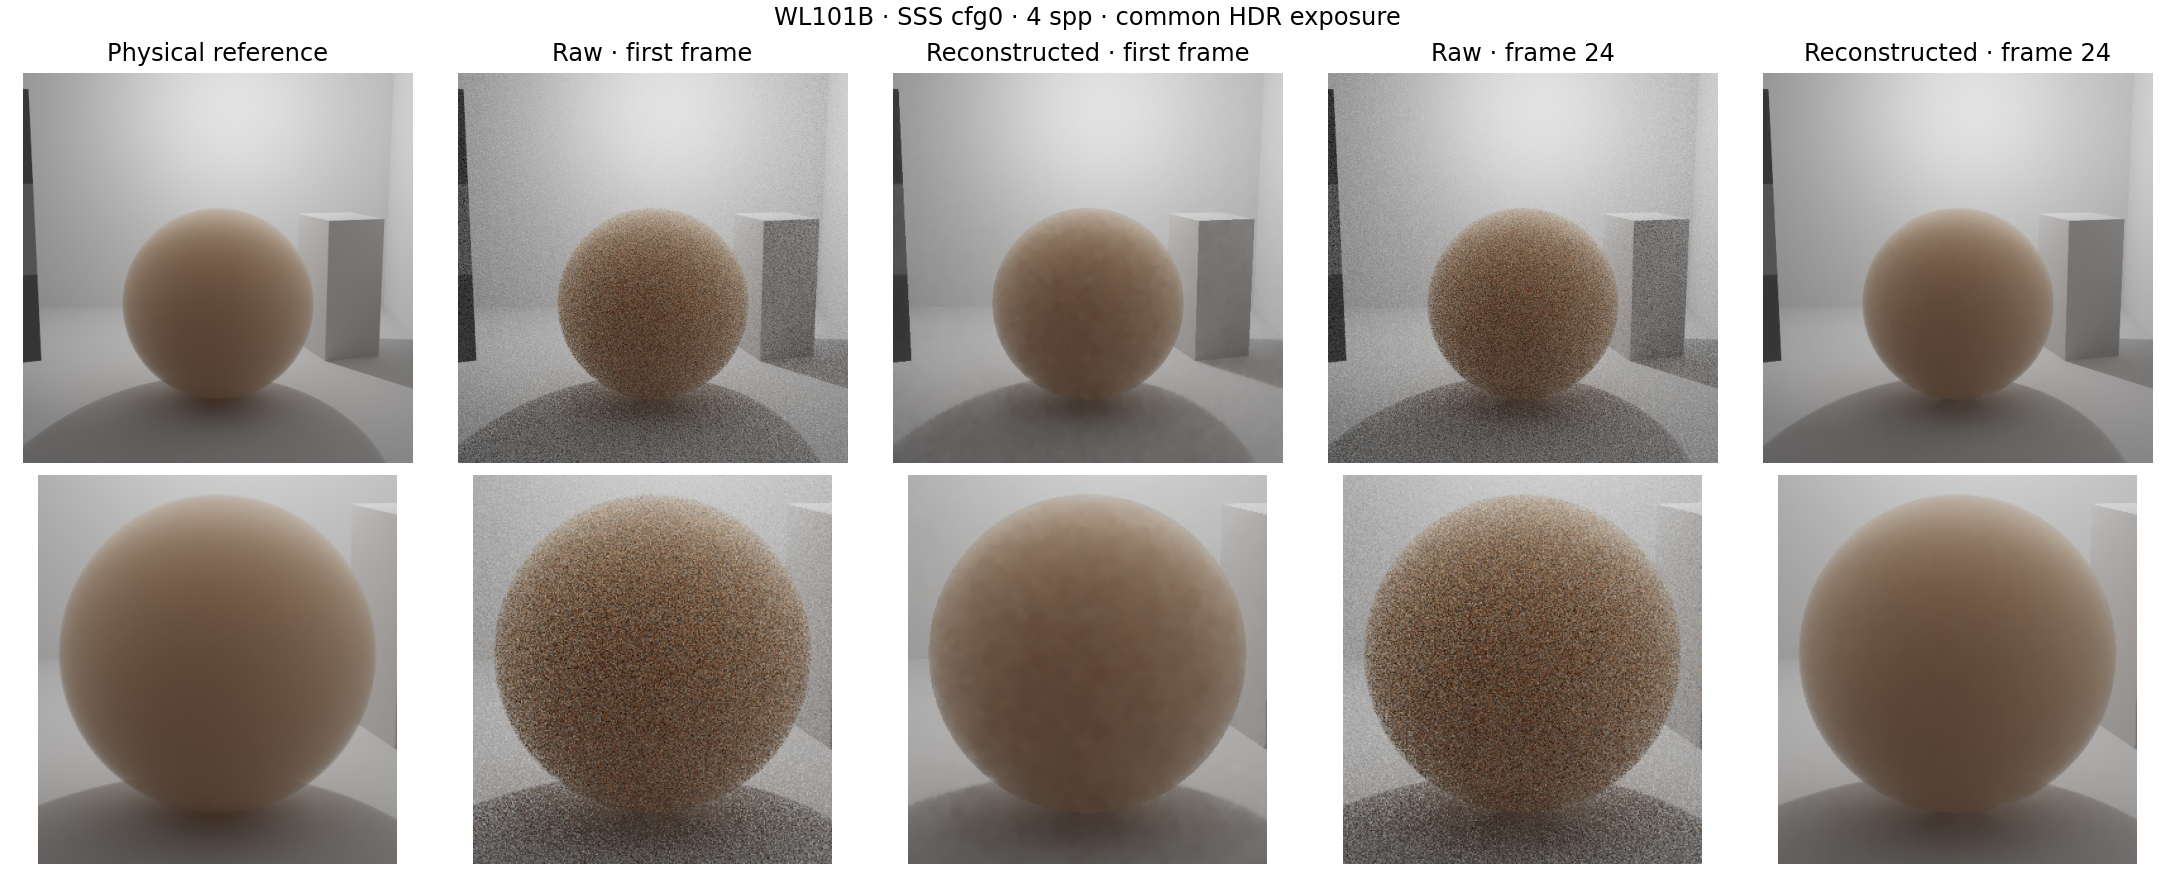 WL101B · SSS cfg0 · 4 spp · common HDR exposure
Physical reference
Raw · first frame
Reconstructed · first frame
Raw · frame 24
Reconstructed · frame 24